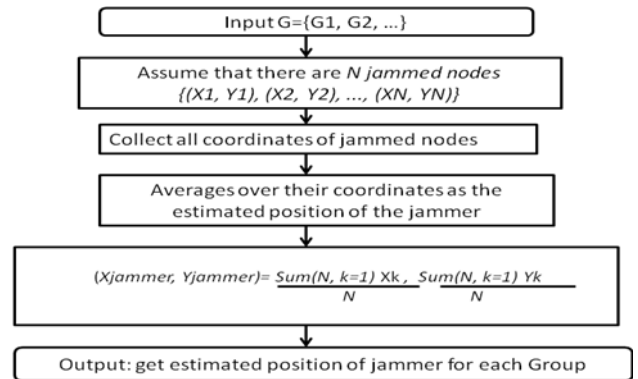 Input G={G1, G2, ...}
Assume that there are N jammed nodes
{(X1, Y1), (X2, Y2), ..., (XN, YN)}
Collect all coordinates of jammed nodes
Averages over their coordinates as the
estimated position of the jammer
(Xjammer, Yjammer)= Sum(N, k=1) Xk , Sum(N, k=1) Yk
N N
Output: get estimated position of jammer for each Group